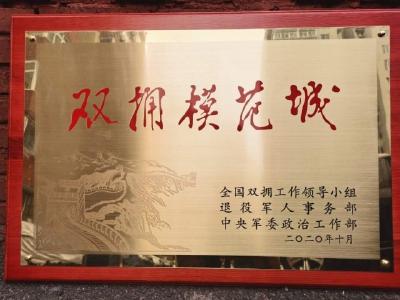 双拥模范城
全国双拥工作领导小组
退役军人事务部
中央军委政治工作部
二〇二〇年十月